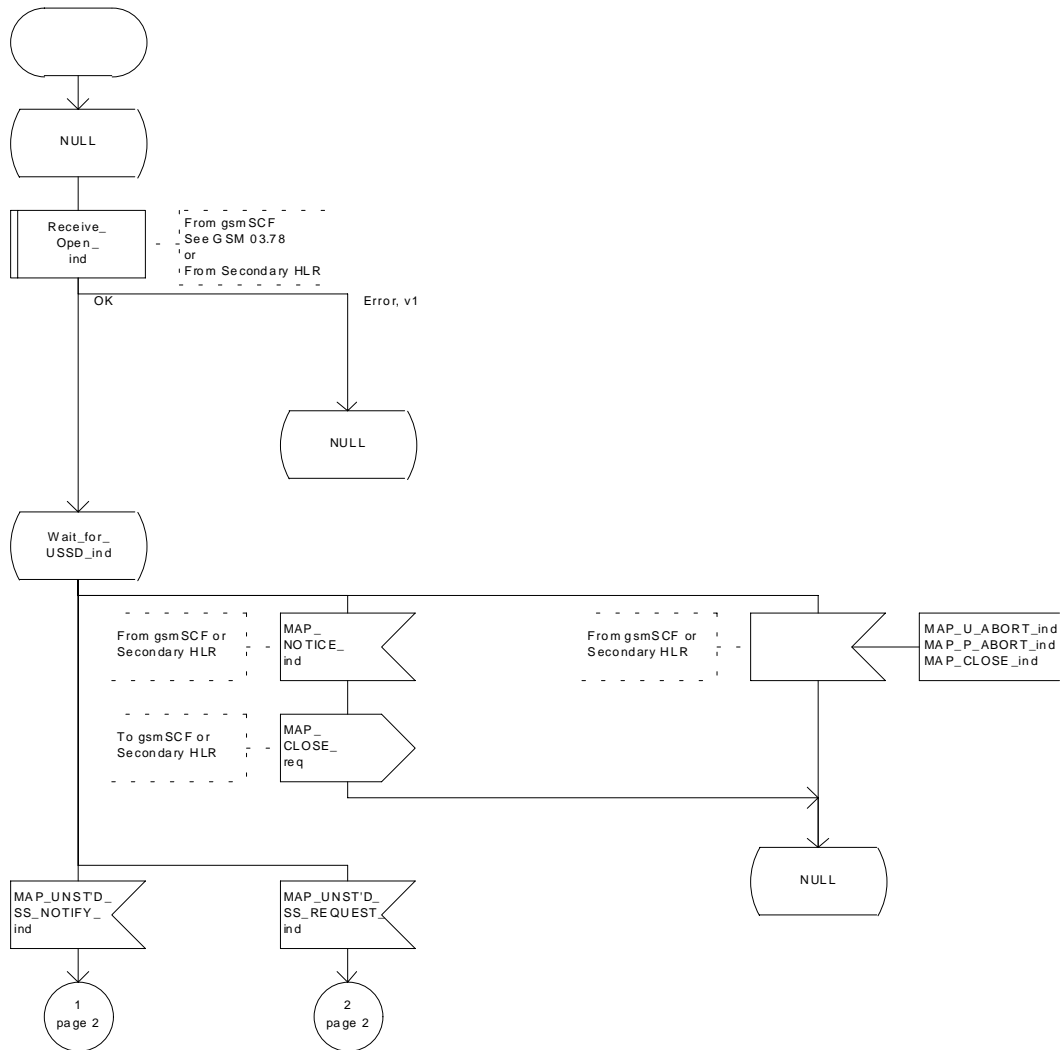 NULL
Receive_
Open_
ind
From gsmSCF
See GSM 03.78
or
From Secondary HLR
OK
Error, v1
NULL
Wait_for_
USSD_ind
From gsmSCF or
Secondary HLR
MAP_
NOTICE_
ind
From gsmSCF or
Secondary HLR
MAP_U_ABORT_ind
MAP_P_ABORT_ind
MAP_CLOSE_ind
To gsmSCF or
Secondary HLR
MAP_
CLOSE_
req
NULL
MAP_UNST'D_
SS_NOTIFY_
ind
MAP_UNST'D_
SS_REQUEST_
ind
1
page 2
2
page 2